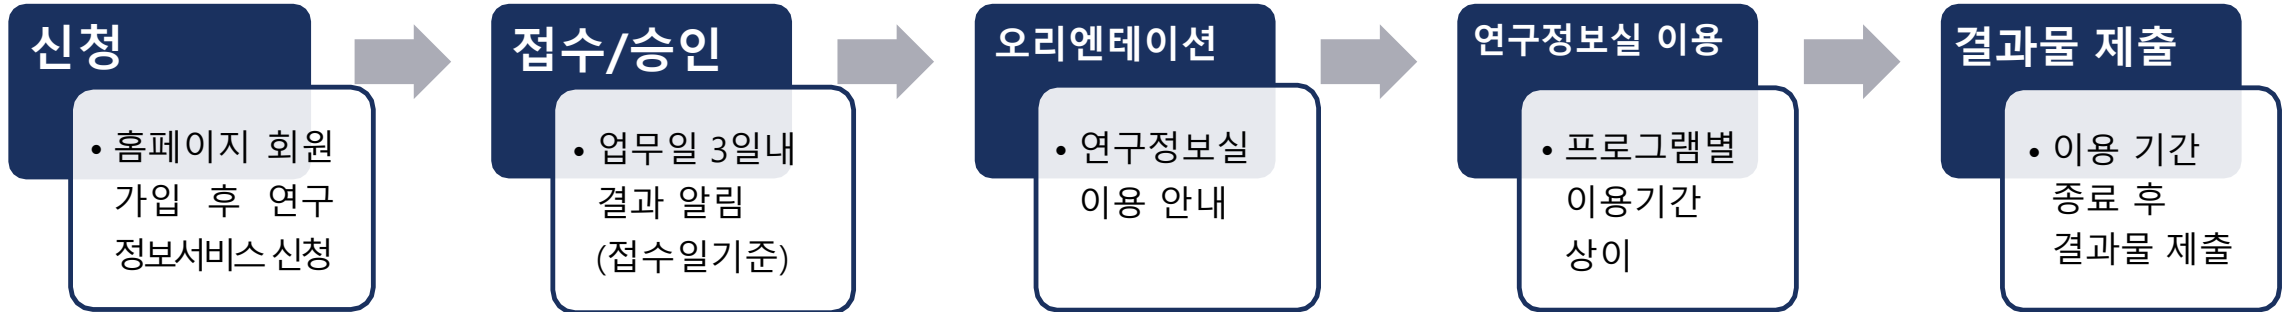 신청
• 홈페이지 회원
가입 후 연구
정보서비스 신청
접수/승인
• 업무일 3일내
결과 알림
(접수일기준)
오리엔테이션
• 연구정보실
이용 안내
연구정보실 이용
• 프로그램별
이용기간
상이
결과물 제출
• 이용 기간
종료 후
결과물 제출